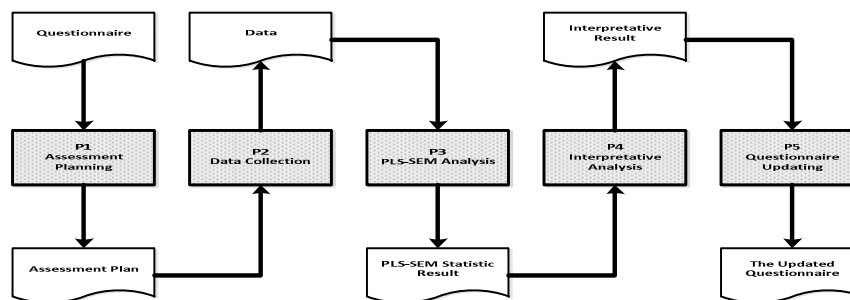 Questionnaire
Data
Interpretative
Result
P1
Assessment
Planning
P2
Data Collection
P3
PLS-SEM Analysis
P4
Interpretative
Analysis
P5
Questionnaire
Updating
Assessment Plan
PLS-SEM Statistic
Result
The Updated
Questionnaire